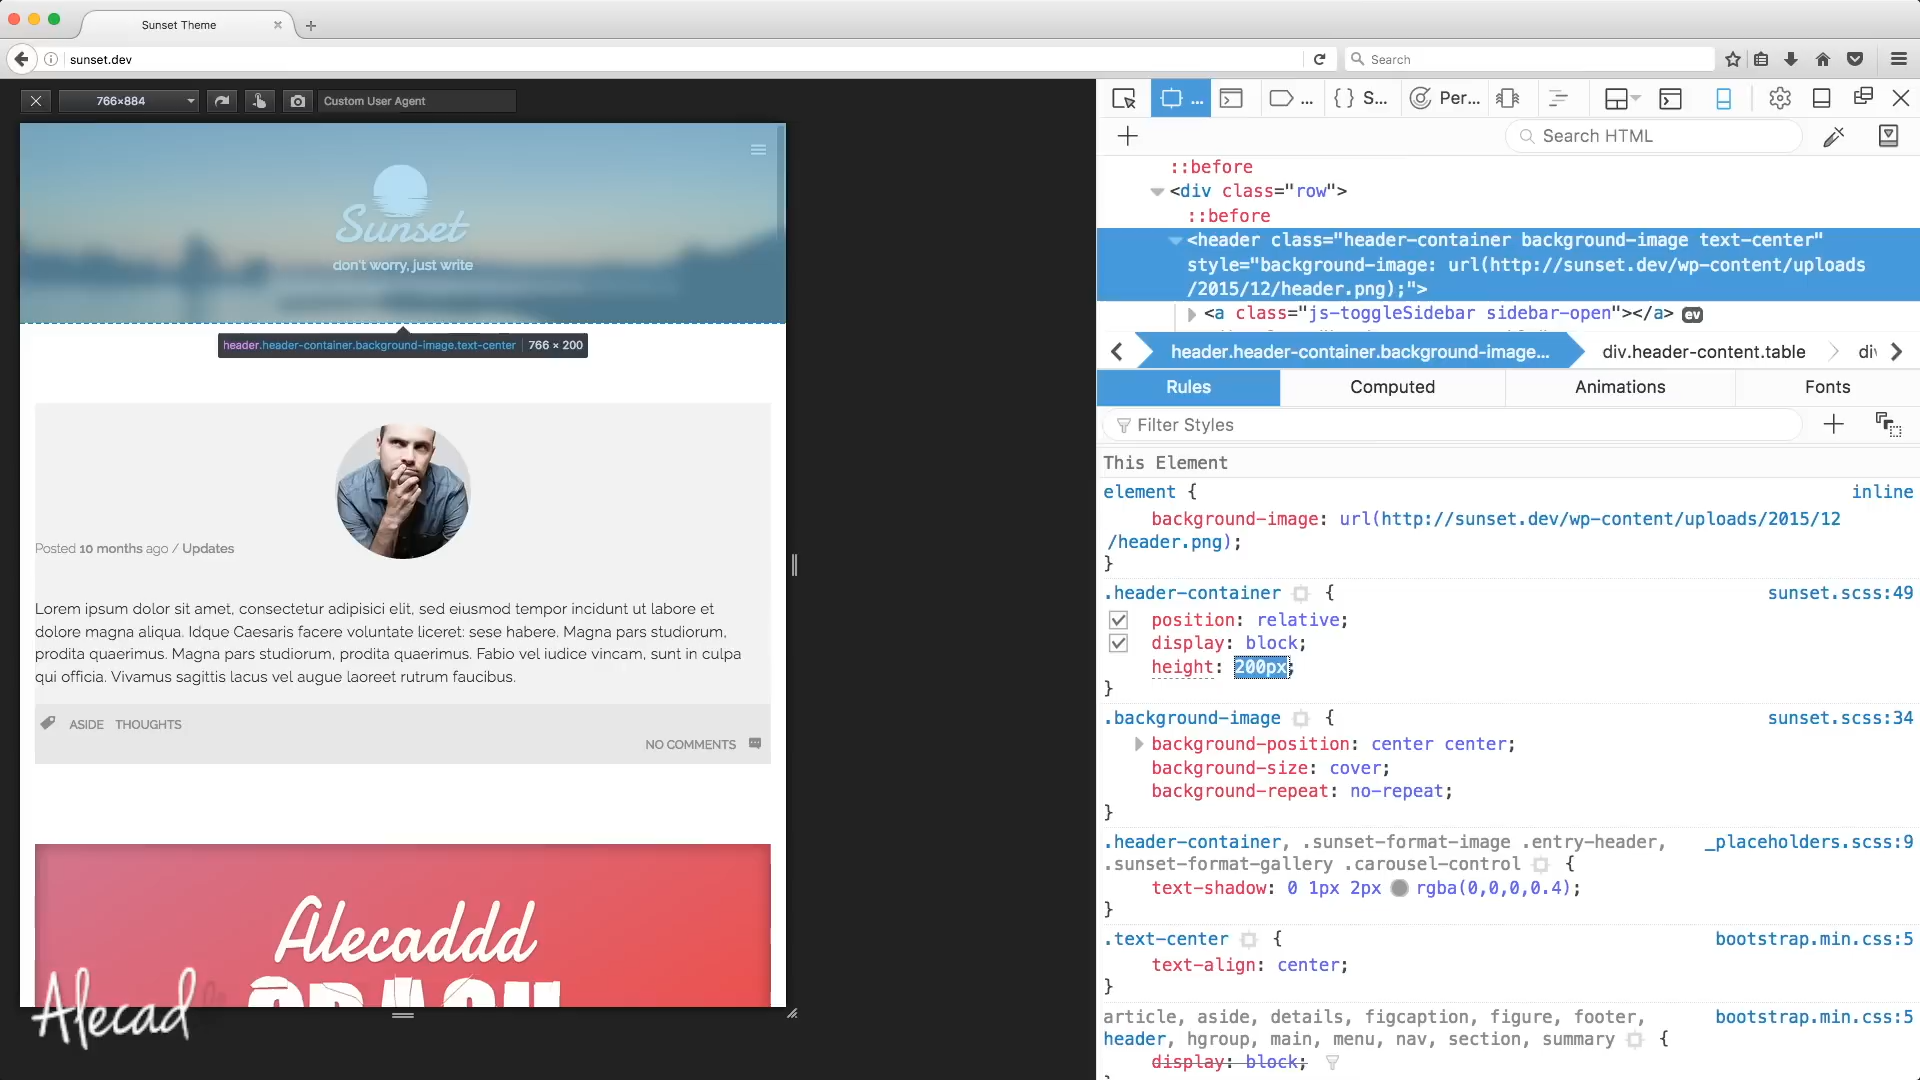 Sunset Theme
sunset.dev
Search
766×884
Custom User Agent
Sunset
don't worry, just write
header.header-container.background-image.text-center 766 × 200
Posted 10 months ago / Updates
Lorem ipsum dolor sit amet, consectetur adipisici elit, sed eiusmod tempor incidunt ut labore et
dolore magna aliqua. Idque Caesaris facere voluntate liceret: sese habere. Magna pars studiorum,
prodita quaerimus. Magna pars studiorum, prodita quaerimus. Fabio vel iudice vincam, sunt in culpa
qui officia. Vivamus sagittis lacus vel augue laoreet rutrum faucibus.
ASIDE THOUGHTS
NO COMMENTS
Alecaddd
Alecad
... ... { } S... Per...
Search HTML
::before
<div class="row">
::before
<header class="header-container background-image text-center"
style="background-image: url(http://sunset.dev/wp-content/uploads
/2015/12/header.png);">
<a class="js-toggleSidebar sidebar-open"></a> ev
header.header-container.background-image... div.header-content.table di
Rules Computed Animations Fonts
Filter Styles
This Element
element { inline
background-image: url(http://sunset.dev/wp-content/uploads/2015/12
/header.png);
}
.header-container { sunset.scss:49
position: relative;
display: block;
height: 200px;
}
.background-image { sunset.scss:34
background-position: center center;
background-size: cover;
background-repeat: no-repeat;
}
.header-container, .sunset-format-image .entry-header, _placeholders.scss:9
.sunset-format-gallery .carousel-control {
text-shadow: 0 1px 2px rgba(0,0,0,0.4);
}
.text-center { bootstrap.min.css:5
text-align: center;
}
article, aside, details, figcaption, figure, footer, bootstrap.min.css:5
header, hgroup, main, menu, nav, section, summary {
display: block;